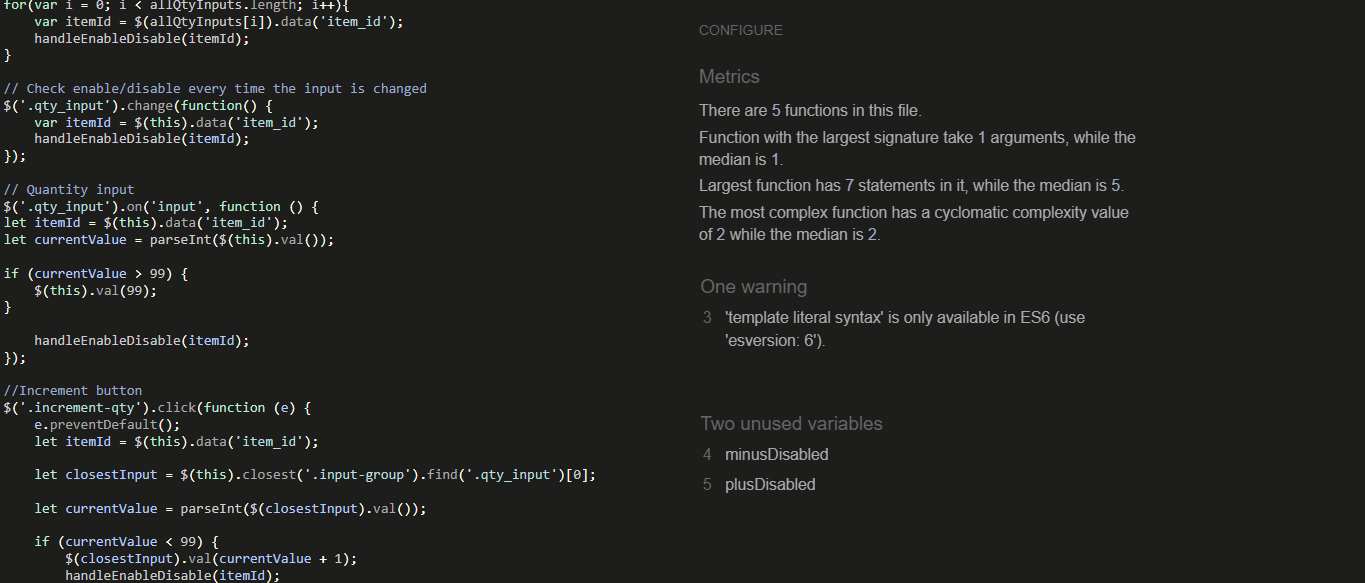 for(var i = 0; i < allQtyInputs.length; i++){
    var itemId = $(allQtyInputs[i]).data('item_id');
    handleEnableDisable(itemId);
}

// Check enable/disable every time the input is changed
$('.qty_input').change(function() {
    var itemId = $(this).data('item_id');
    handleEnableDisable(itemId);
});

// Quantity input
$('.qty_input').on('input', function () {
let itemId = $(this).data('item_id');
let currentValue = parseInt($(this).val());

if (currentValue > 99) {
    $(this).val(99);
}

    handleEnableDisable(itemId);
});

//Increment button
$('.increment-qty').click(function (e) {
    e.preventDefault();
    let itemId = $(this).data('item_id');

    let closestInput = $(this).closest('.input-group').find('.qty_input')[0];

    let currentValue = parseInt($(closestInput).val());

    if (currentValue < 99) {
        $(closestInput).val(currentValue + 1);
        handleEnableDisable(itemId);

CONFIGURE
Metrics
There are 5 functions in this file.
Function with the largest signature take 1 arguments, while the
median is 1.
Largest function has 7 statements in it, while the median is 5.
The most complex function has a cyclomatic complexity value
of 2 while the median is 2.
One warning
3 'template literal syntax' is only available in ES6 (use
'esversion: 6').
Two unused variables
4 minusDisabled
5 plusDisabled